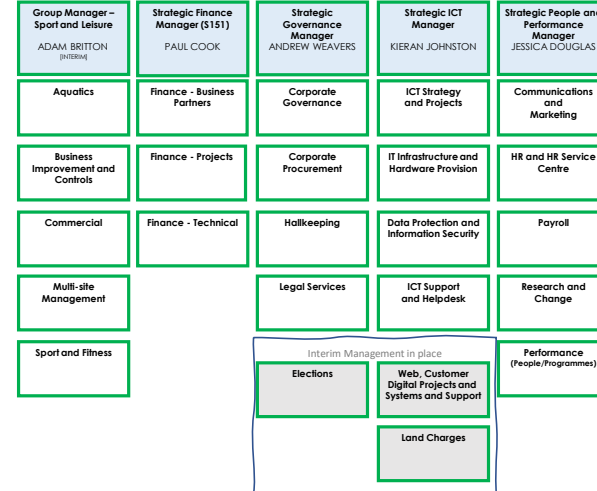 Group Manager –
Sport and Leisure
ADAM BRITTON
(INTERIM)
Strategic Finance
Manager (S151)
PAUL COOK
Strategic
Governance
Manager
ANDREW WEAVERS
Strategic ICT
Manager
KIERAN JOHNSTON
Strategic People and
Performance
Manager
JESSICA DOUGLAS
Aquatics
Finance - Business
Partners
Corporate
Governance
ICT Strategy
and Projects
Communications
and
Marketing
Business
Improvement and
Controls
Finance - Projects
Corporate
Procurement
IT Infrastructure and
Hardware Provision
HR and HR Service
Centre
Commercial
Finance - Technical
Hallkeeping
Data Protection and
Information Security
Payroll
Multi-site
Management
Legal Services
ICT Support
and Helpdesk
Research and
Change
Sport and Fitness
Interim Management in place
Elections
Web, Customer
Digital Projects and
Systems and Support
Performance
(People/Programmes)
Land Charges